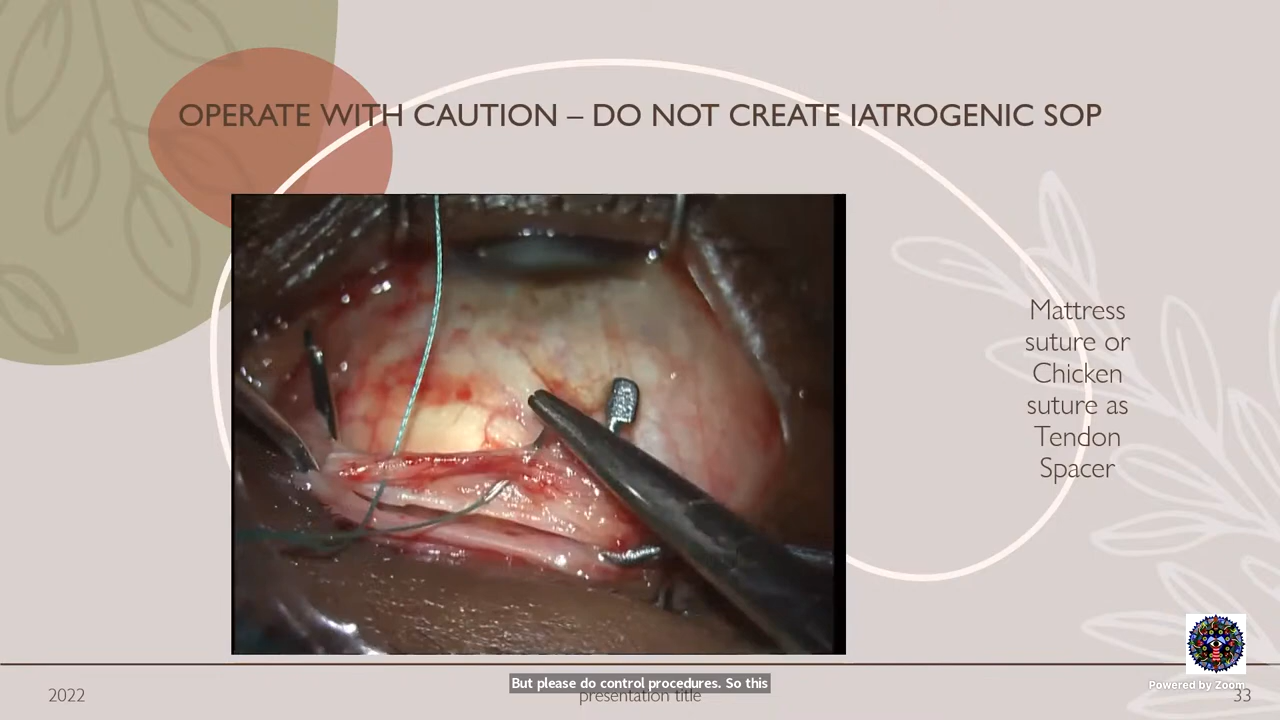 OPERATE WITH CAUTION – DO NOT CREATE IATROGENIC SOP
Mattress
suture or
Chicken
suture as
Tendon
Spacer
But please do control procedures. So this
2022
presentation title
Powered by Zoom
33